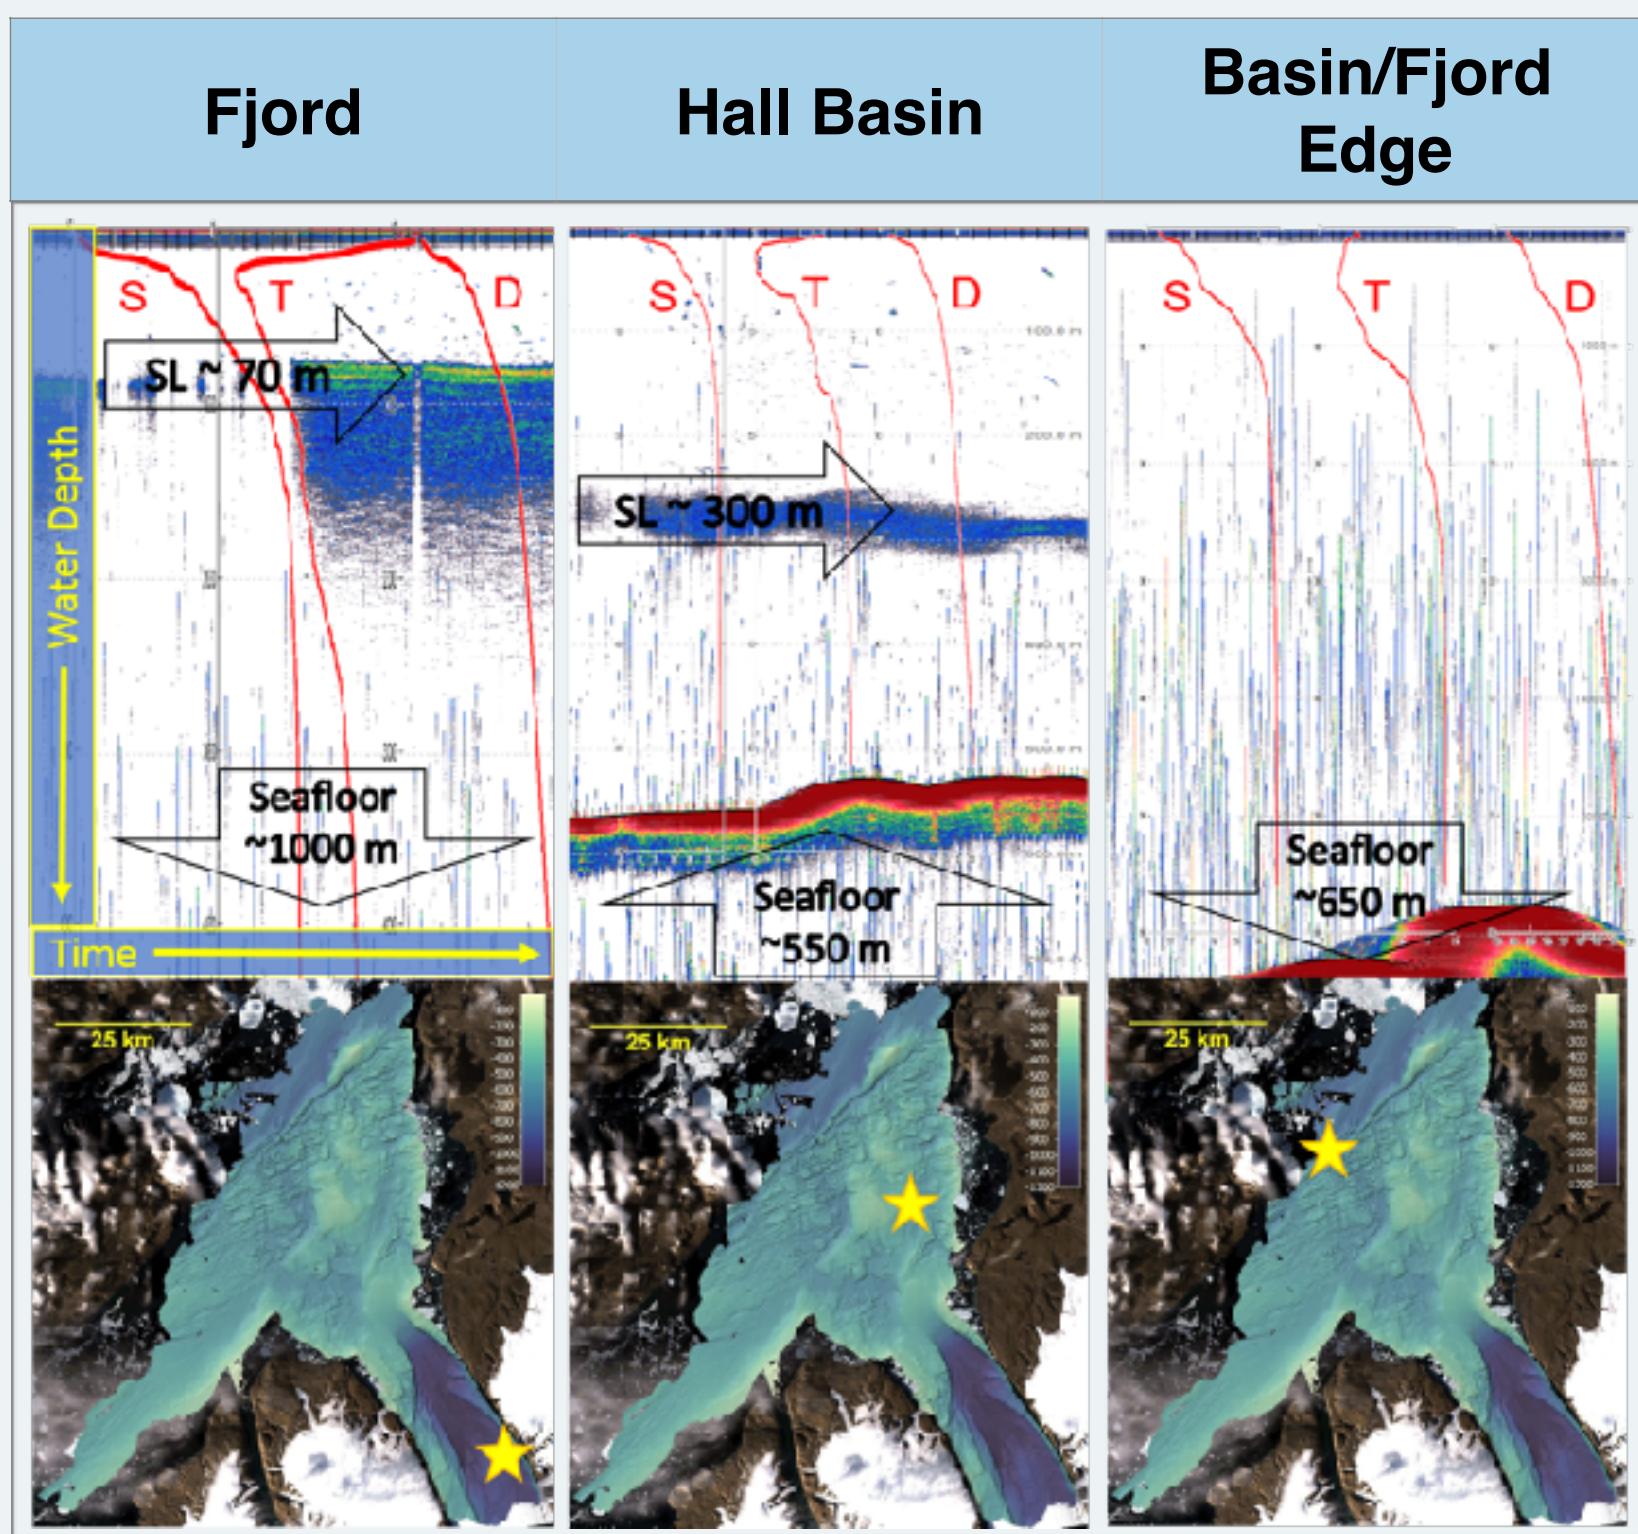 Fjord
Hall Basin
Basin/Fjord
Edge
S
T
D
SL ~ 70 m
Water Depth
Seafloor
~1000 m
Time
S
T
D
SL ~ 300 m
Seafloor
~550 m
S
T
D
Seafloor
~650 m
25 km
25 km
25 km